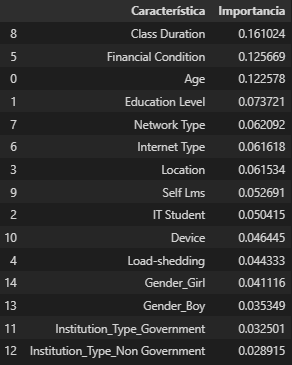 Característica Importancia
8 Class Duration 0.161024
5 Financial Condition 0.125669
0 Age 0.122578
1 Education Level 0.073721
7 Network Type 0.062092
6 Internet Type 0.061618
3 Location 0.061534
9 Self Lms 0.052691
2 IT Student 0.050415
10 Device 0.046445
4 Load-shedding 0.044333
14 Gender_Girl 0.041116
13 Gender_Boy 0.035349
11 Institution_Type_Government 0.032501
12 Institution_Type_Non Government 0.028915